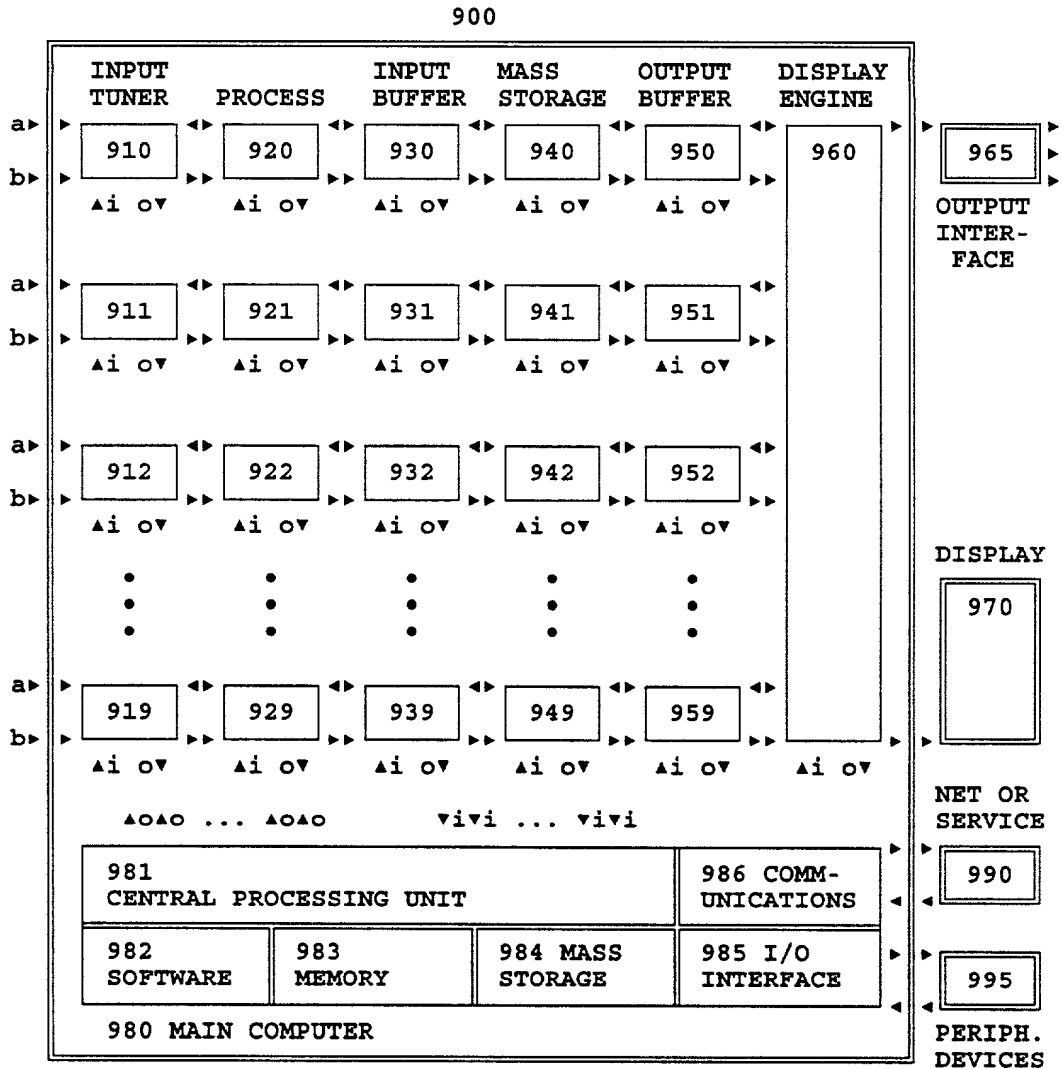 900
INPUT TUNER PROCESS INPUT BUFFER MASS STORAGE OUTPUT BUFFER DISPLAY ENGINE
a▶ ▶ ◀▶ ◀▶ ◀▶ ◀▶ ◀▶ ▶ ▶ ▶
910 920 930 940 950 960 965 ▶
b▶ ▶ ▶▶ ▶▶ ▶▶ ▶▶ ▶▶ ▶
▲i o▼ ▲i o▼ ▲i o▼ ▲i o▼ ▲i o▼
OUTPUT
INTER-
FACE
a▶ ▶ ◀▶ ◀▶ ◀▶ ◀▶ ◀▶
911 921 931 941 951
b▶ ▶ ▶▶ ▶▶ ▶▶ ▶▶ ▶▶
▲i o▼ ▲i o▼ ▲i o▼ ▲i o▼ ▲i o▼
a▶ ▶ ◀▶ ◀▶ ◀▶ ◀▶ ◀▶
912 922 932 942 952
b▶ ▶ ▶▶ ▶▶ ▶▶ ▶▶ ▶▶
▲i o▼ ▲i o▼ ▲i o▼ ▲i o▼ ▲i o▼
DISPLAY
970
a▶ ▶ ◀▶ ◀▶ ◀▶ ◀▶ ◀▶
919 929 939 949 959
b▶ ▶ ▶▶ ▶▶ ▶▶ ▶▶ ▶▶ ▶ ▶
▲i o▼ ▲i o▼ ▲i o▼ ▲i o▼ ▲i o▼ ▲i o▼
▲o▲o ... ▲o▲o ▼i▼i ... ▼i▼i
NET OR
SERVICE
990
981
CENTRAL PROCESSING UNIT
986 COMM-
UNICATIONS
982
SOFTWARE
983
MEMORY
984 MASS
STORAGE
985 I/O
INTERFACE
995
980 MAIN COMPUTER
PERIPH.
DEVICES